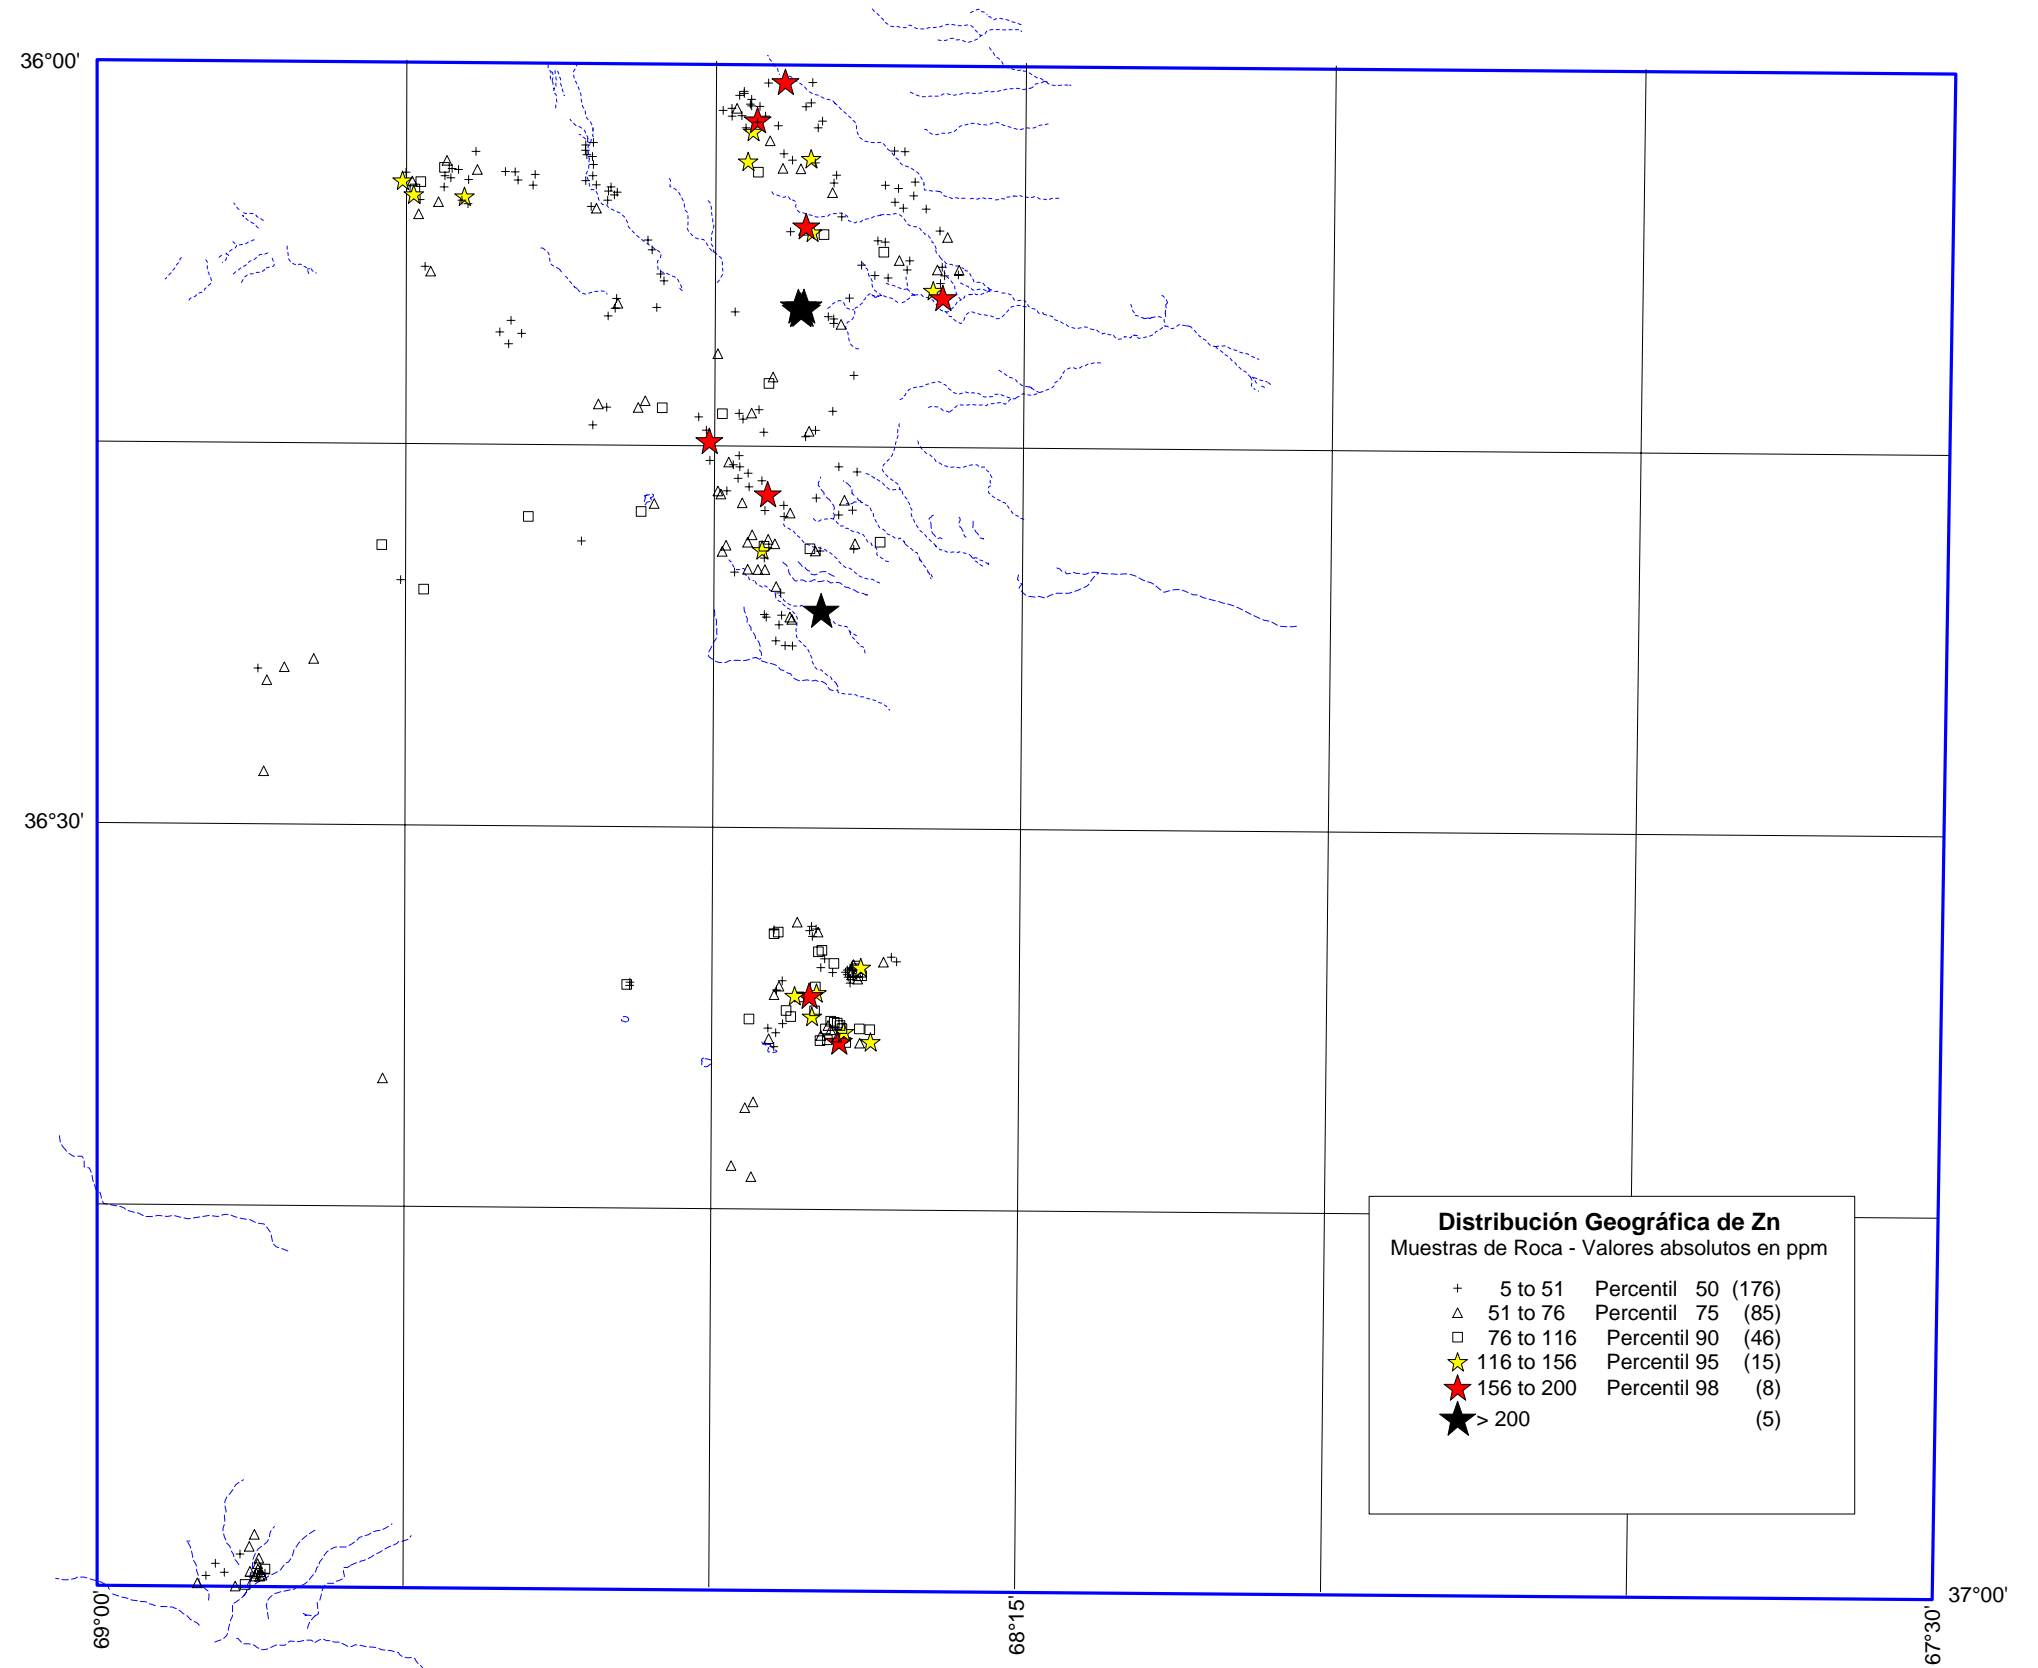 36°00'
36°30'
Distribución Geográfica de Zn
Muestras de Roca - Valores absolutos en ppm
5 to 51 Percentil 50 (176)
51 to 76 Percentil 75 (85)
76 to 116 Percentil 90 (46)
116 to 156 Percentil 95 (15)
156 to 200 Percentil 98 (8)
> 200 (5)
37°00'
69°00'
68°15'
67°30'